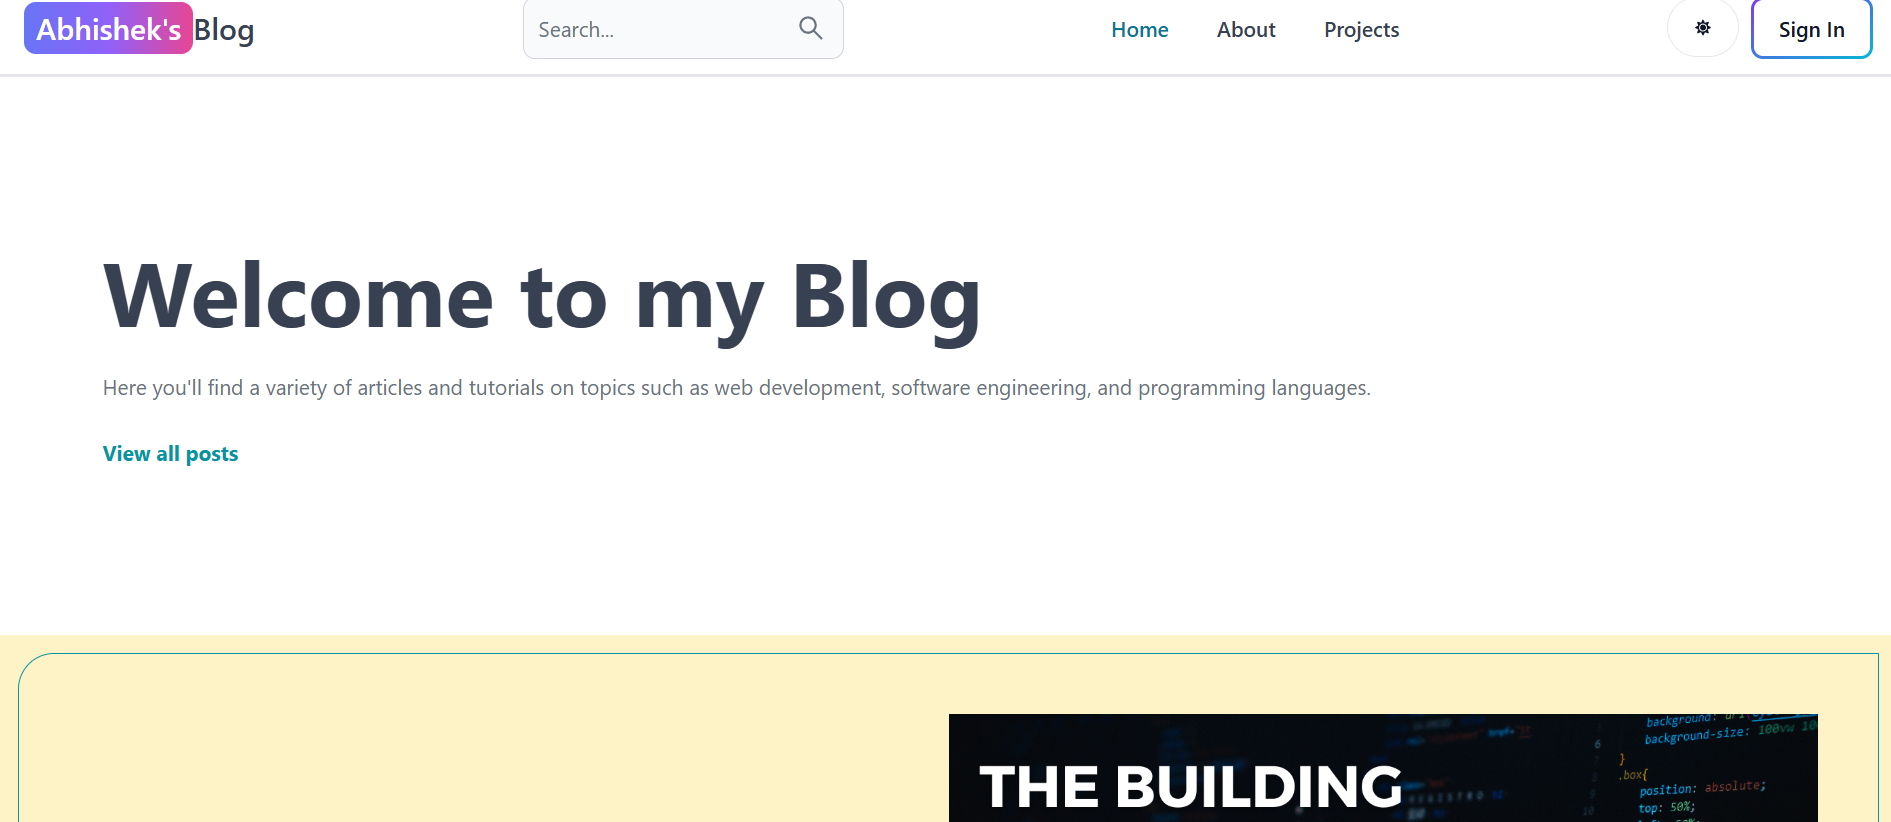 Abhishek's Blog
Search...
Home About Projects
Sign In
Welcome to my Blog
Here you'll find a variety of articles and tutorials on topics such as web development, software engineering, and programming languages.
View all posts
background:
background-size: 100vw
6
}
.box{
THE BUILDING
position: absolute;
top: 50%;